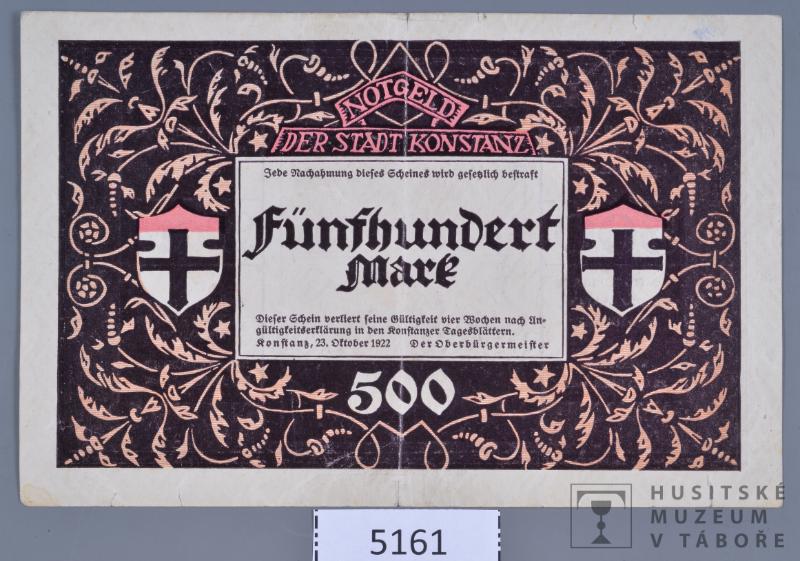 NOTGELD
DER STADT KONSTANZ
Jede Nachahmung dieses Scheines wird gesetzlich bestraft
Fünfhundert
Mark
Dieser Schein verliert seine Gültigkeit vier Wochen nach Un-
gültigkeitserklärung in den Konstanzer Tagesblättern.
Konstanz, 23. Oktober 1922 Der Oberbürgermeister
500
5161
HUSITSKÉ
MUZEUM
V TÁBOŘE